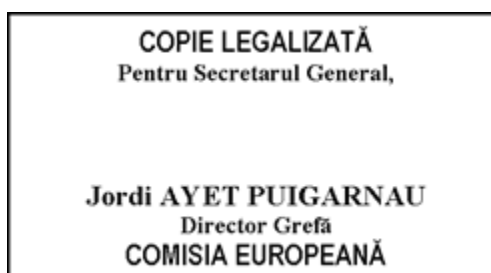 COPIE LEGALIZATĂ
Pentru Secretarul General,
Jordi AYET PUIGARNAU
Director Grefă
COMISIA EUROPEANĂ